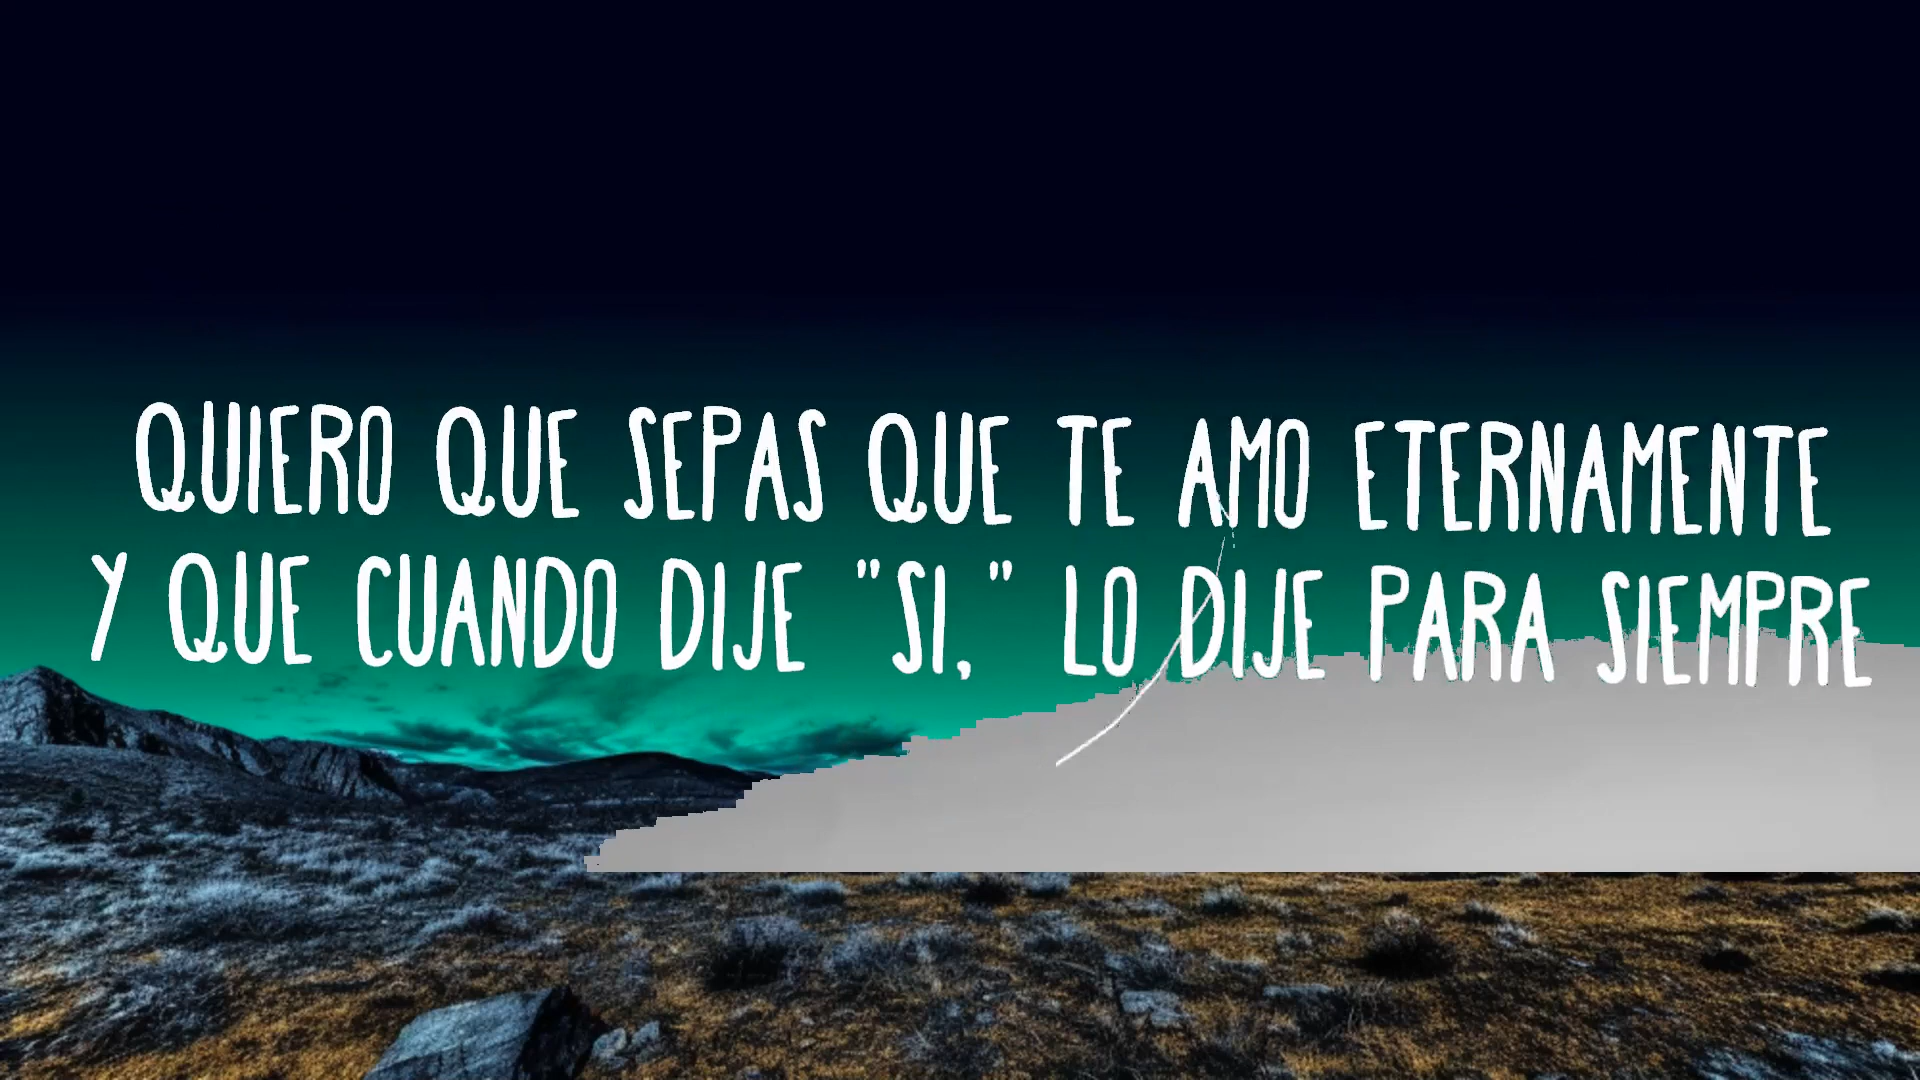 QUIERO QUE SEPAS QUE TE AMO ETERNAMENTE
Y QUE CUANDO DIJE "SI," LO DIJE PARA SIEMPRE